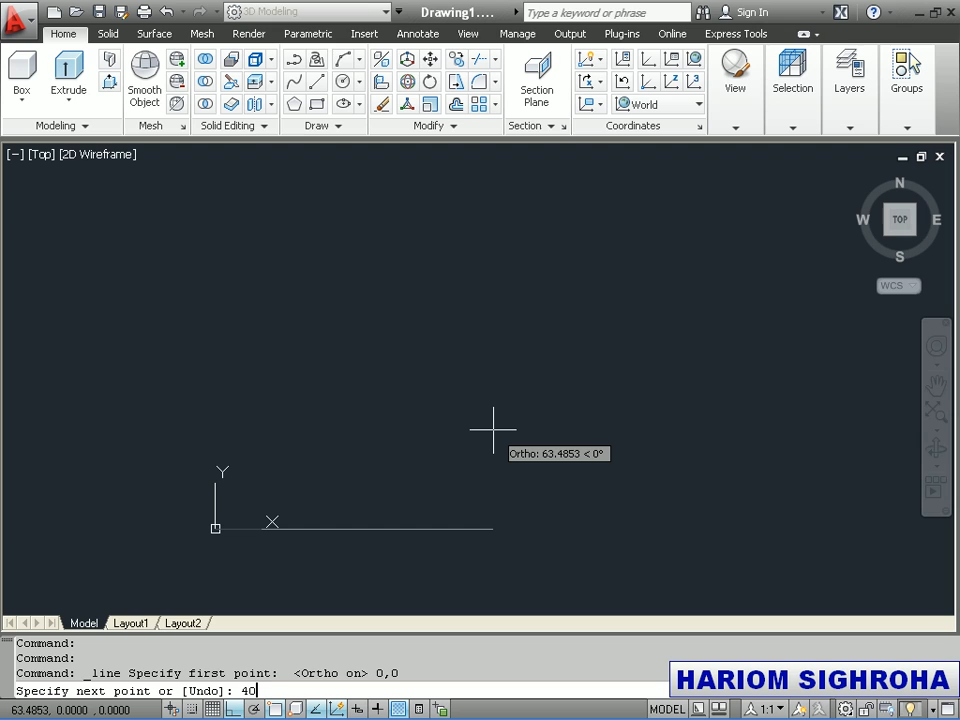 3D Modeling
Drawing1....
Type a keyword or phrase
Sign In
Home
Solid
Surface
Mesh
Render
Parametric
Insert
Annotate
View
Manage
Output
Plug-ins
Online
Express Tools
Box
Extrude
Smooth
Object
Section
Plane
World
View
Selection
Layers
Groups
Modeling
Mesh
Solid Editing
Draw
Modify
Section
Coordinates
[−] [Top] [2D Wireframe]
N
W
TOP
E
S
WCS
Ortho: 63.4853 < 0°
Y
X
Model
Layout1
Layout2
Command:
Command:
Command: _line Specify first point:  <Ortho on> 0,0
Specify next point or [Undo]: 40
HARIOM SIGHROHA
63.4853, 0.0000 ,0.0000
MODEL
1:1